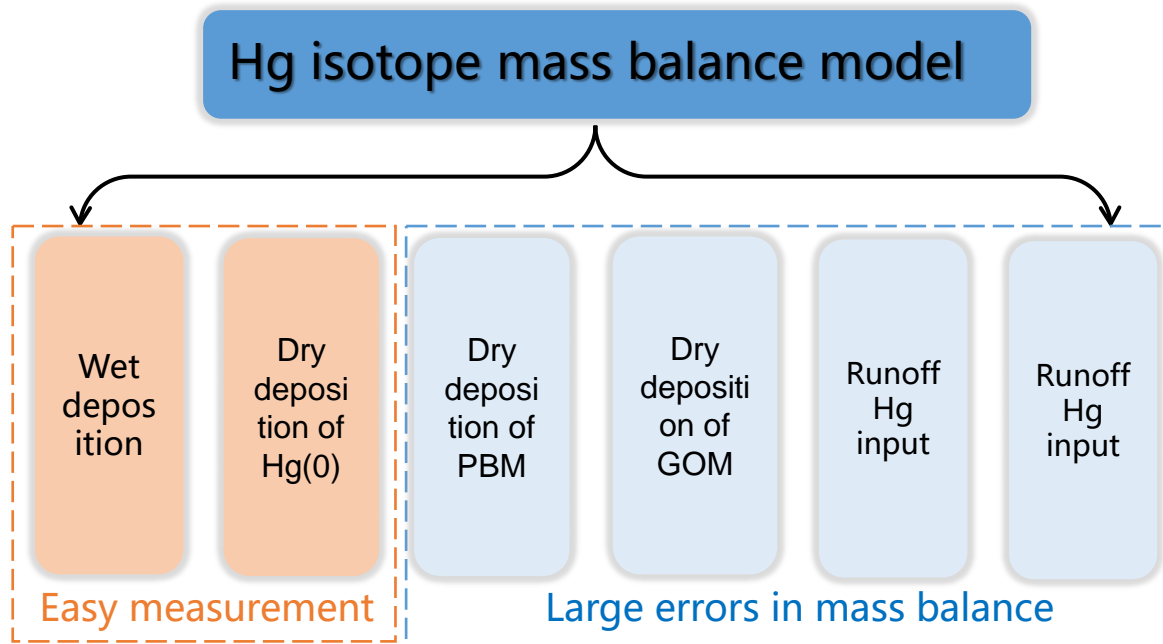 Hg isotope mass balance model
Wet
depos
ition
Dry
deposi
tion of
Hg(0)
Dry
deposi
tion of
PBM
Dry
depositi
on of
GOM
Runoff
Hg
input
Runoff
Hg
input
Easy measurement
Large errors in mass balance